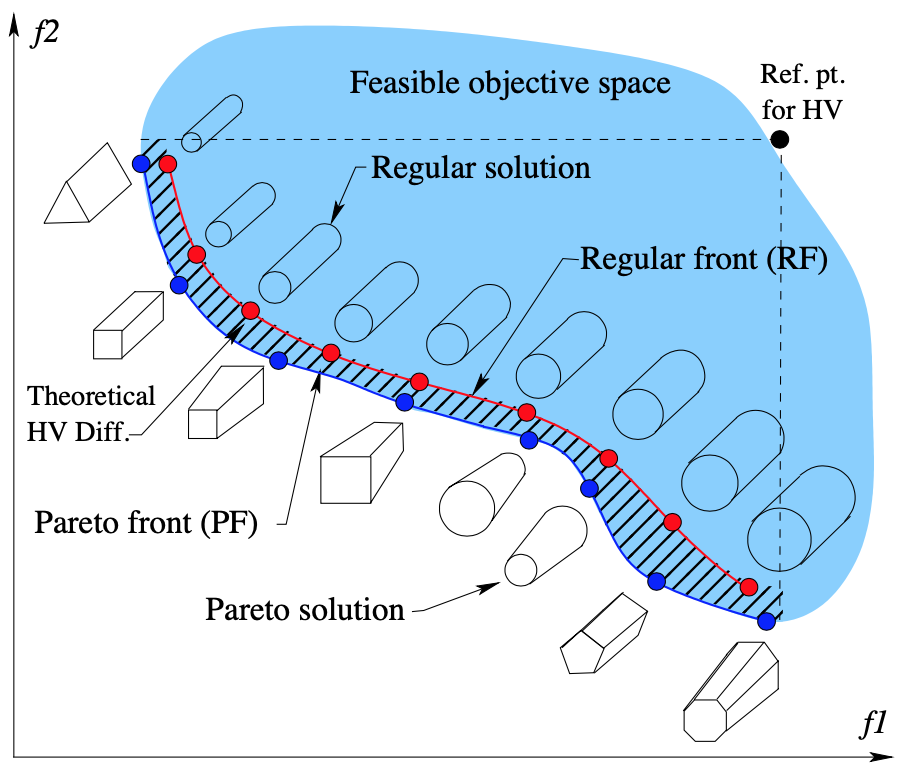 f2
Feasible objective space
Ref. pt.
for HV
Regular solution
Regular front (RF)
Theoretical
HV Diff.
Pareto front (PF)
Pareto solution
f1